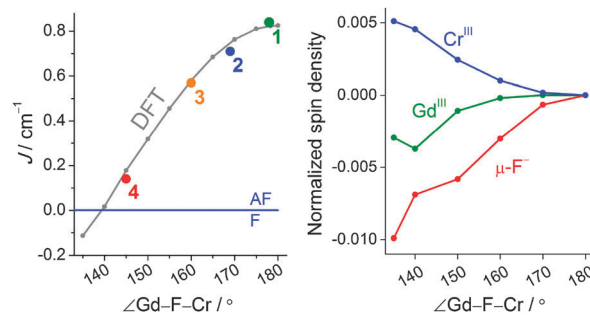 J / cm⁻¹
0.8
0.6
0.4
0.2
0.0
-0.2
DFT
1
2
3
4
AF
F
140
150
160
170
180
∠Gd–F–Cr / °
Normalized spin density
0.005
0.000
-0.005
-0.010
Cr^III
Gd^III
μ-F⁻
140
150
160
170
180
∠Gd–F–Cr / °